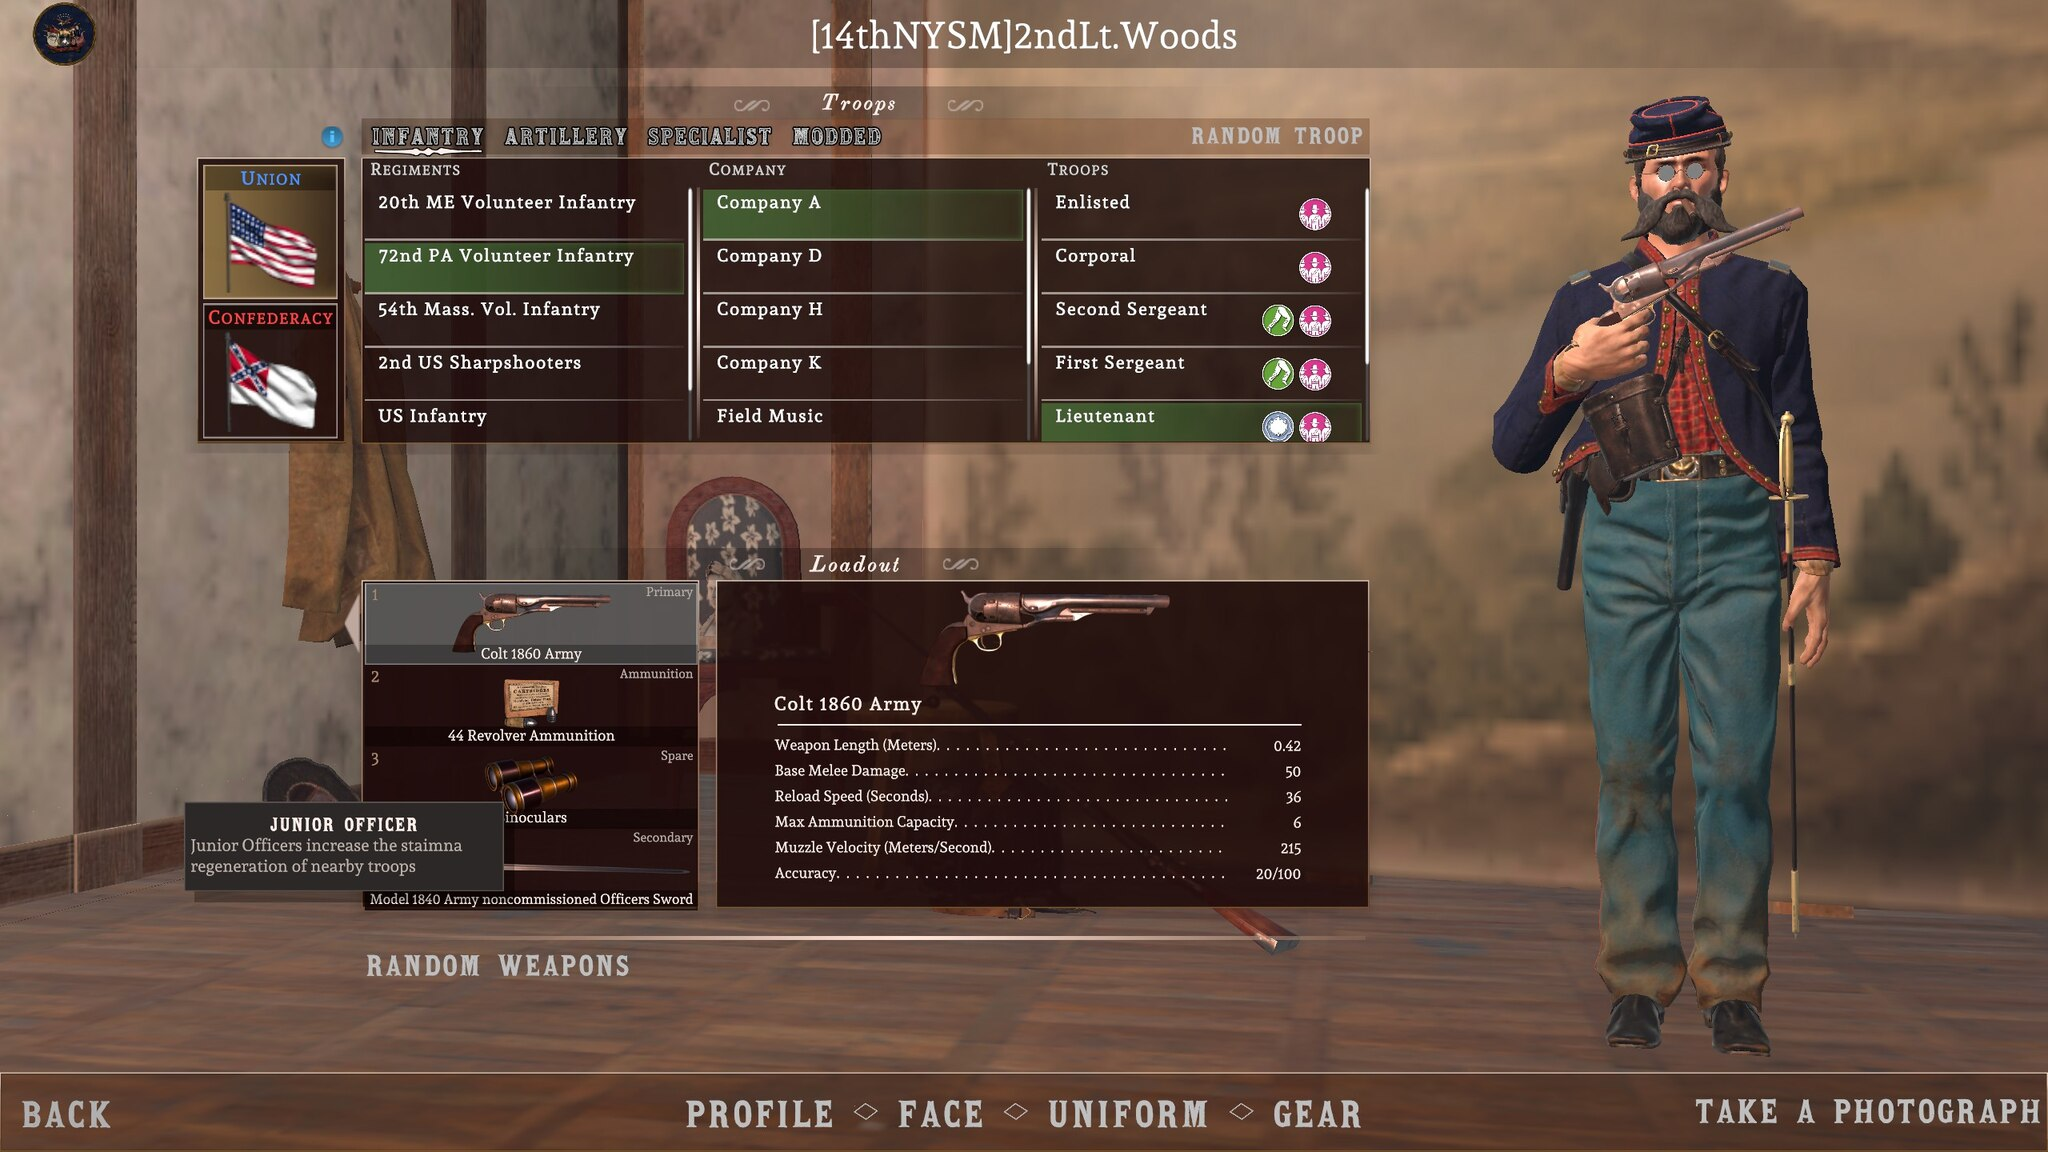 [14thNYSM]2ndLt.Woods
Troops
INFANTRY ARTILLERY SPECIALIST MODDED
RANDOM TROOP
UNION
CONFEDERACY
REGIMENTS
20th ME Volunteer Infantry
72nd PA Volunteer Infantry
54th Mass. Vol. Infantry
2nd US Sharpshooters
US Infantry
COMPANY
Company A
Company D
Company H
Company K
Field Music
TROOPS
Enlisted
Corporal
Second Sergeant
First Sergeant
Lieutenant
Loadout
1 Primary
Colt 1860 Army
2 Ammunition
CARTRIDGES
44 Revolver Ammunition
3 Spare
inoculars
Secondary
Model 1840 Army noncommissioned Officers Sword
JUNIOR OFFICER
Junior Officers increase the staimna
regeneration of nearby troops
Colt 1860 Army
Weapon Length (Meters). . . . . . . . . . . . . . . . . . . . . . . . 0.42
Base Melee Damage. . . . . . . . . . . . . . . . . . . . . . . . . . . 50
Reload Speed (Seconds). . . . . . . . . . . . . . . . . . . . . . . . . 36
Max Ammunition Capacity. . . . . . . . . . . . . . . . . . . . . . . 6
Muzzle Velocity (Meters/Second). . . . . . . . . . . . . . . . . . . . 215
Accuracy. . . . . . . . . . . . . . . . . . . . . . . . . . . . . . . . 20/100
RANDOM WEAPONS
BACK
PROFILE ◇ FACE ◇ UNIFORM ◇ GEAR
TAKE A PHOTOGRAPH